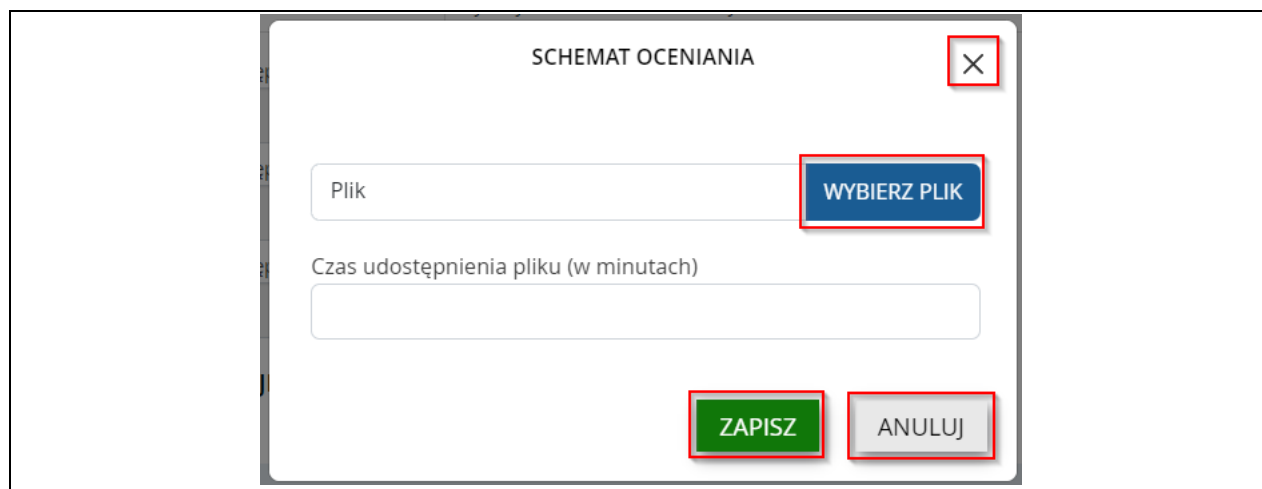 SCHEMAT OCENIANIA
Plik
WYBIERZ PLIK
Czas udostępnienia pliku (w minutach)
ZAPISZ
ANULUJ